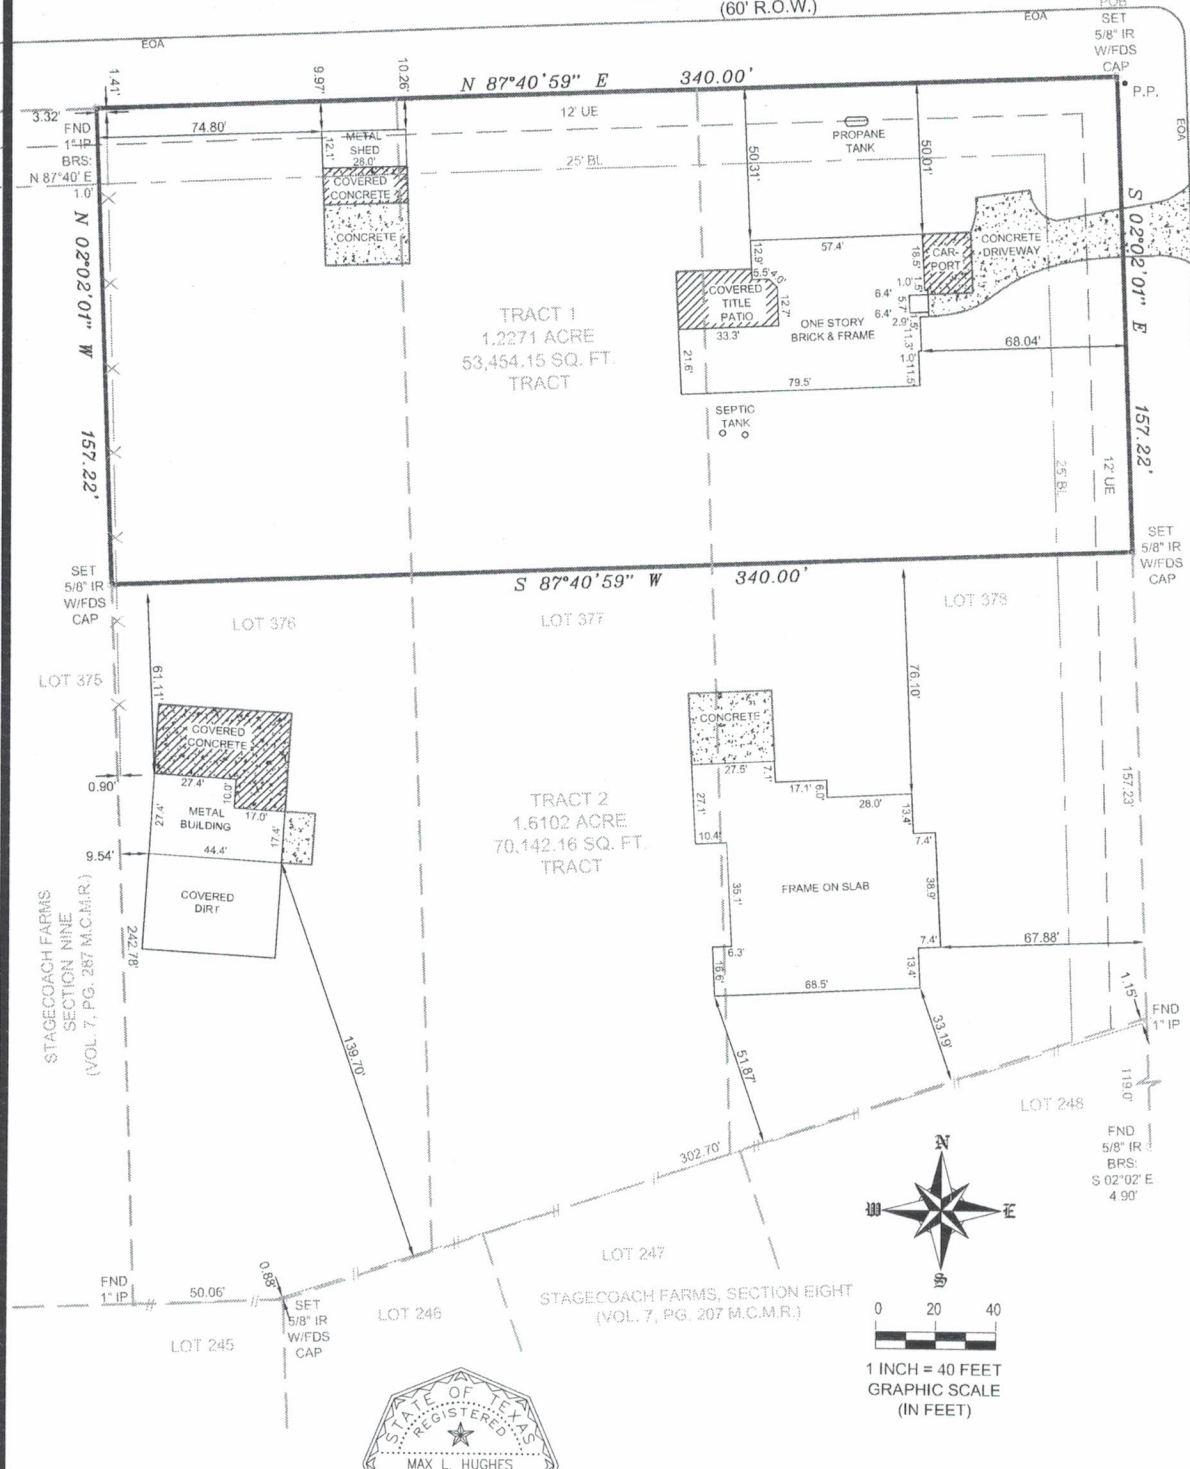 (60' R.O.W.)
EOA
EOA
EOA
POB
SET
5/8" IR
W/FDS
CAP
P.P.
1.41'
9.97'
10.26'
N 87°40'59" E 340.00'
3.32'
FND
1" IP
BRS:
N 87°40' E
1.0'
74.80'
12' UE
25' BL
12.1'
METAL
SHED
28.0'
COVERED
CONCRETE
CONCRETE
PROPANE
TANK
50.31'
50.01'
57.4'
12.9'
5.5'
4.0'
12.7'
18.5'
CAR-
PORT
CONCRETE
DRIVEWAY
1.0'
1.5'
6.4'
5.7'
6.4'
1.5'
2.9'
11.3'
1.0'
11.5'
COVERED
TITLE
PATIO
33.3'
ONE STORY
BRICK & FRAME
21.6'
79.5'
68.04'
SEPTIC
TANK
N 02°02'01" W 157.22'
S 02°02'01" E 157.22'
25' BL
12' UE
TRACT 1
1.2271 ACRE
53,454.15 SQ. FT.
TRACT
SET
5/8" IR
W/FDS
CAP
S 87°40'59" W 340.00'
SET
5/8" IR
W/FDS
CAP
LOT 375
LOT 376
LOT 377
LOT 378
61.11'
76.10'
COVERED
CONCRETE
0.90'
27.4'
10.0'
17.0'
27.4'
METAL
BUILDING
17.4'
9.54'
44.4'
COVERED
DIRT
242.78'
STAGECOACH FARMS
SECTION NINE
(VOL. 7, PG. 287 M.C.M.R.)
TRACT 2
1.6102 ACRE
70,142.16 SQ. FT.
TRACT
CONCRETE
27.5'
7.1'
17.1'
6.0'
28.0'
27.1'
13.4'
10.4'
7.4'
35.1'
FRAME ON SLAB
38.9'
6.3'
7.4'
16.6'
13.4'
68.5'
67.88'
157.23'
1.15'
FND
1" IP
139.70'
51.87'
33.19'
119.0'
LOT 248
FND
5/8" IR
BRS:
S 02°02' E
4.90'
302.70'
N
W
E
S
LOT 247
STAGECOACH FARMS, SECTION EIGHT
(VOL. 7, PG. 207 M.C.M.R.)
FND
1" IP
50.06'
0.88'
SET
5/8" IR
W/FDS
CAP
LOT 246
LOT 245
0 20 40
1 INCH = 40 FEET
GRAPHIC SCALE
(IN FEET)
STATE OF TEXAS
REGISTERED
MAX L. HUGHES